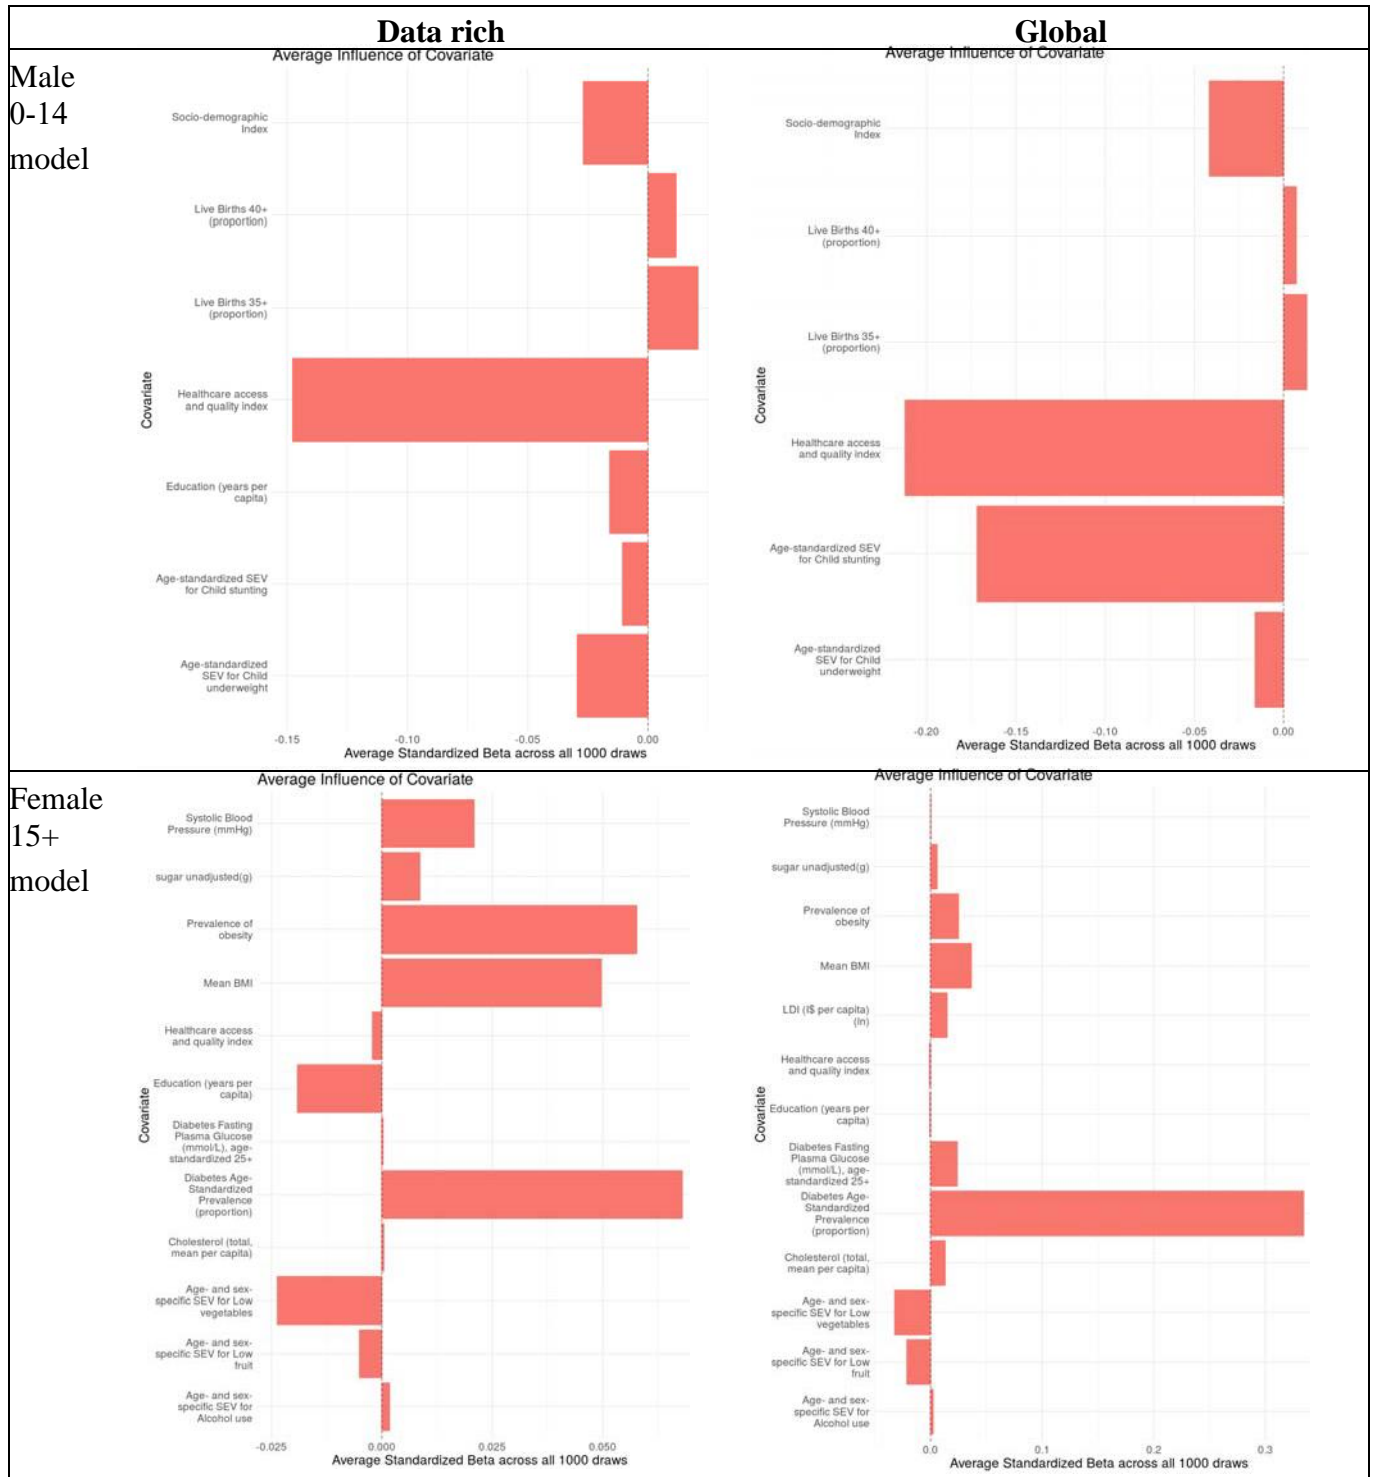 Data rich
Global
Male
0-14
model
Average Influence of Covariate
Socio-demographic
Index
Live Births 40+
(proportion)
Live Births 35+
(proportion)
Healthcare access
and quality index
Education (years per
capita)
Age-standardized SEV
for Child stunting
Age-standardized
SEV for Child
underweight
Covariate
-0.15
-0.10
-0.05
0.00
Average Standardized Beta across all 1000 draws
Average Influence of Covariate
Socio-demographic
Index
Live Births 40+
(proportion)
Live Births 35+
(proportion)
Healthcare access
and quality index
Age-standardized SEV
for Child stunting
Age-standardized
SEV for Child
underweight
Covariate
-0.20
-0.15
-0.10
-0.05
0.00
Average Standardized Beta across all 1000 draws
Female
15+
model
Average Influence of Covariate
Systolic Blood
Pressure (mmHg)
sugar unadjusted(g)
Prevalence of
obesity
Mean BMI
Healthcare access
and quality index
Education (years per
capita)
Diabetes Fasting
Plasma Glucose
(mmol/L), age-
standardized 25+
Diabetes Age-
Standardized
Prevalence
(proportion)
Cholesterol (total,
mean per capita)
Age- and sex-
specific SEV for Low
vegetables
Age- and sex-
specific SEV for Low
fruit
Age- and sex-
specific SEV for
Alcohol use
Covariate
-0.025
0.000
0.025
0.050
Average Standardized Beta across all 1000 draws
Average Influence of Covariate
Systolic Blood
Pressure (mmHg)
sugar unadjusted(g)
Prevalence of
obesity
Mean BMI
LDI (I$ per capita)
(ln)
Healthcare access
and quality index
Education (years per
capita)
Diabetes Fasting
Plasma Glucose
(mmol/L), age-
standardized 25+
Diabetes Age-
Standardized
Prevalence
(proportion)
Cholesterol (total,
mean per capita)
Age- and sex-
specific SEV for Low
vegetables
Age- and sex-
specific SEV for Low
fruit
Age- and sex-
specific SEV for
Alcohol use
Covariate
0.0
0.1
0.2
0.3
Average Standardized Beta across all 1000 draws